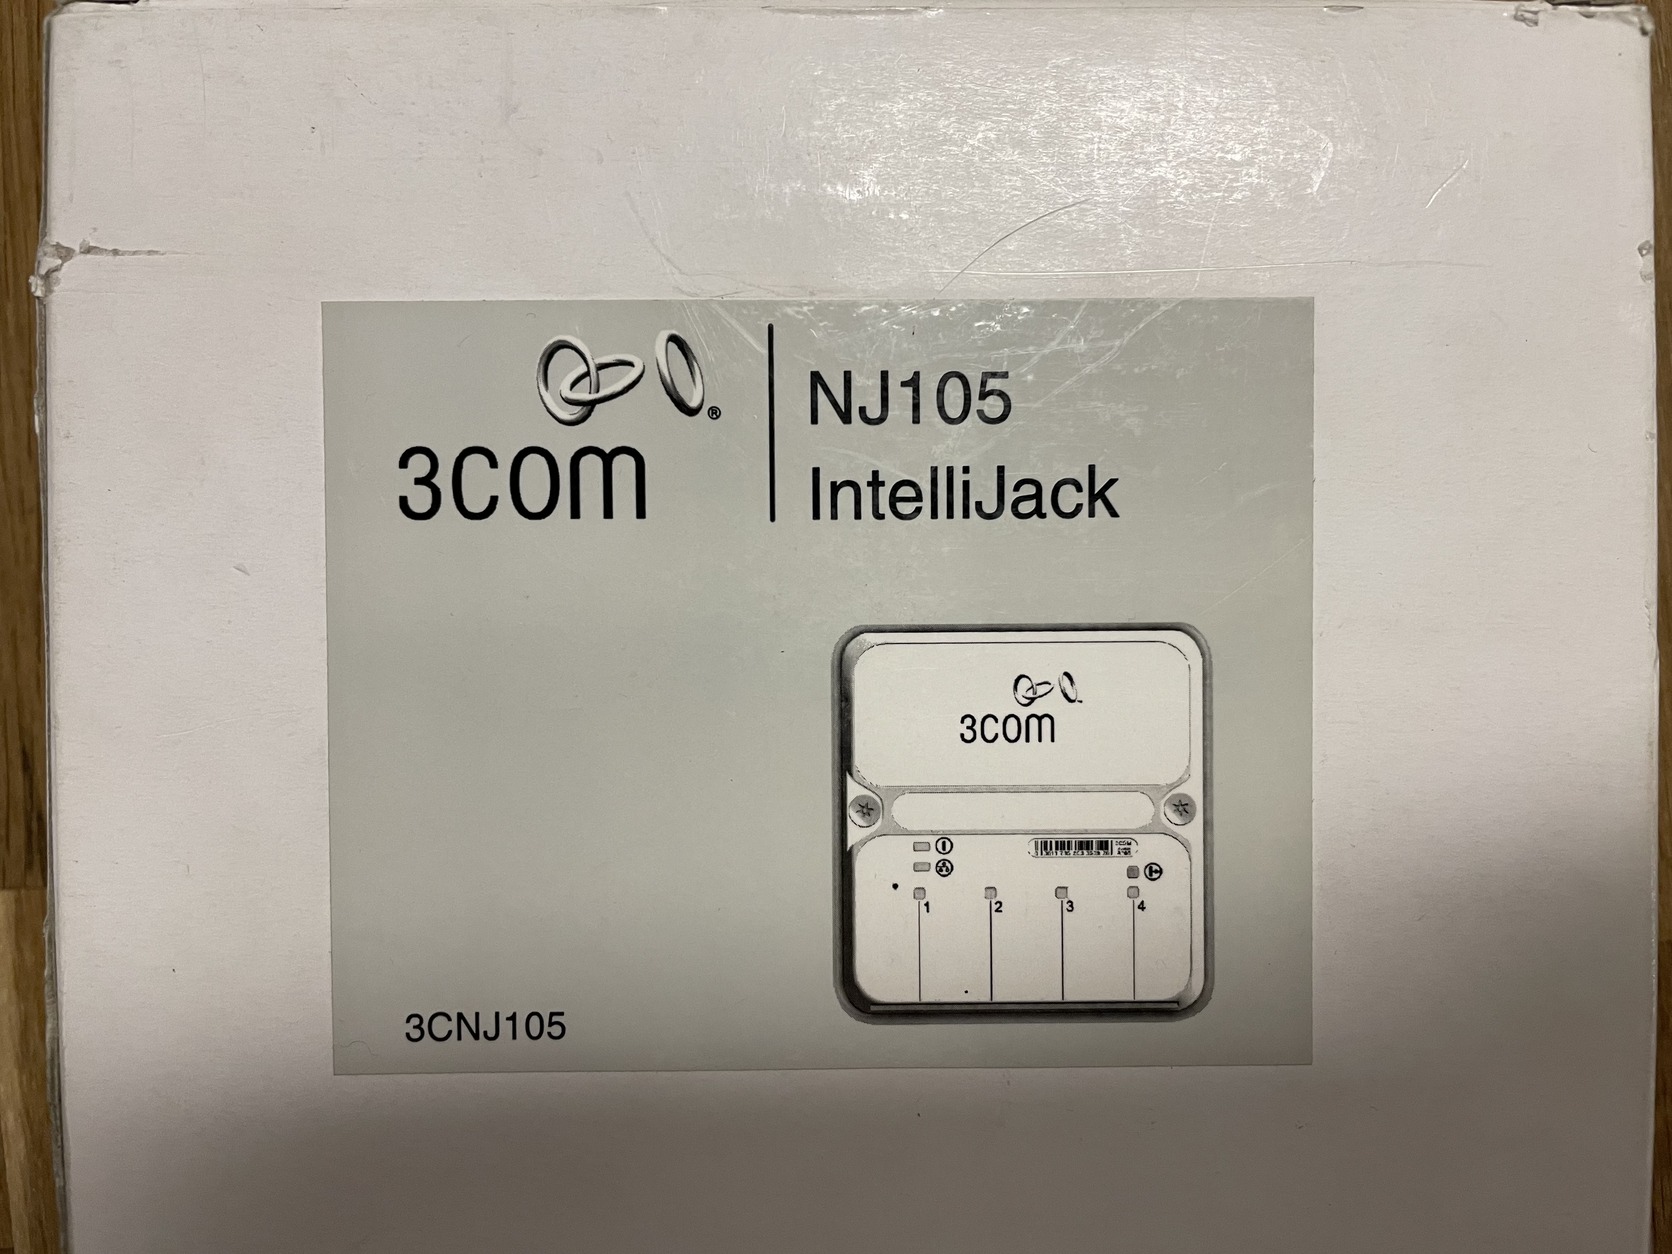 3COM
®
NJ105
IntelliJack
3COM
1
2
3
4
3CNJ105